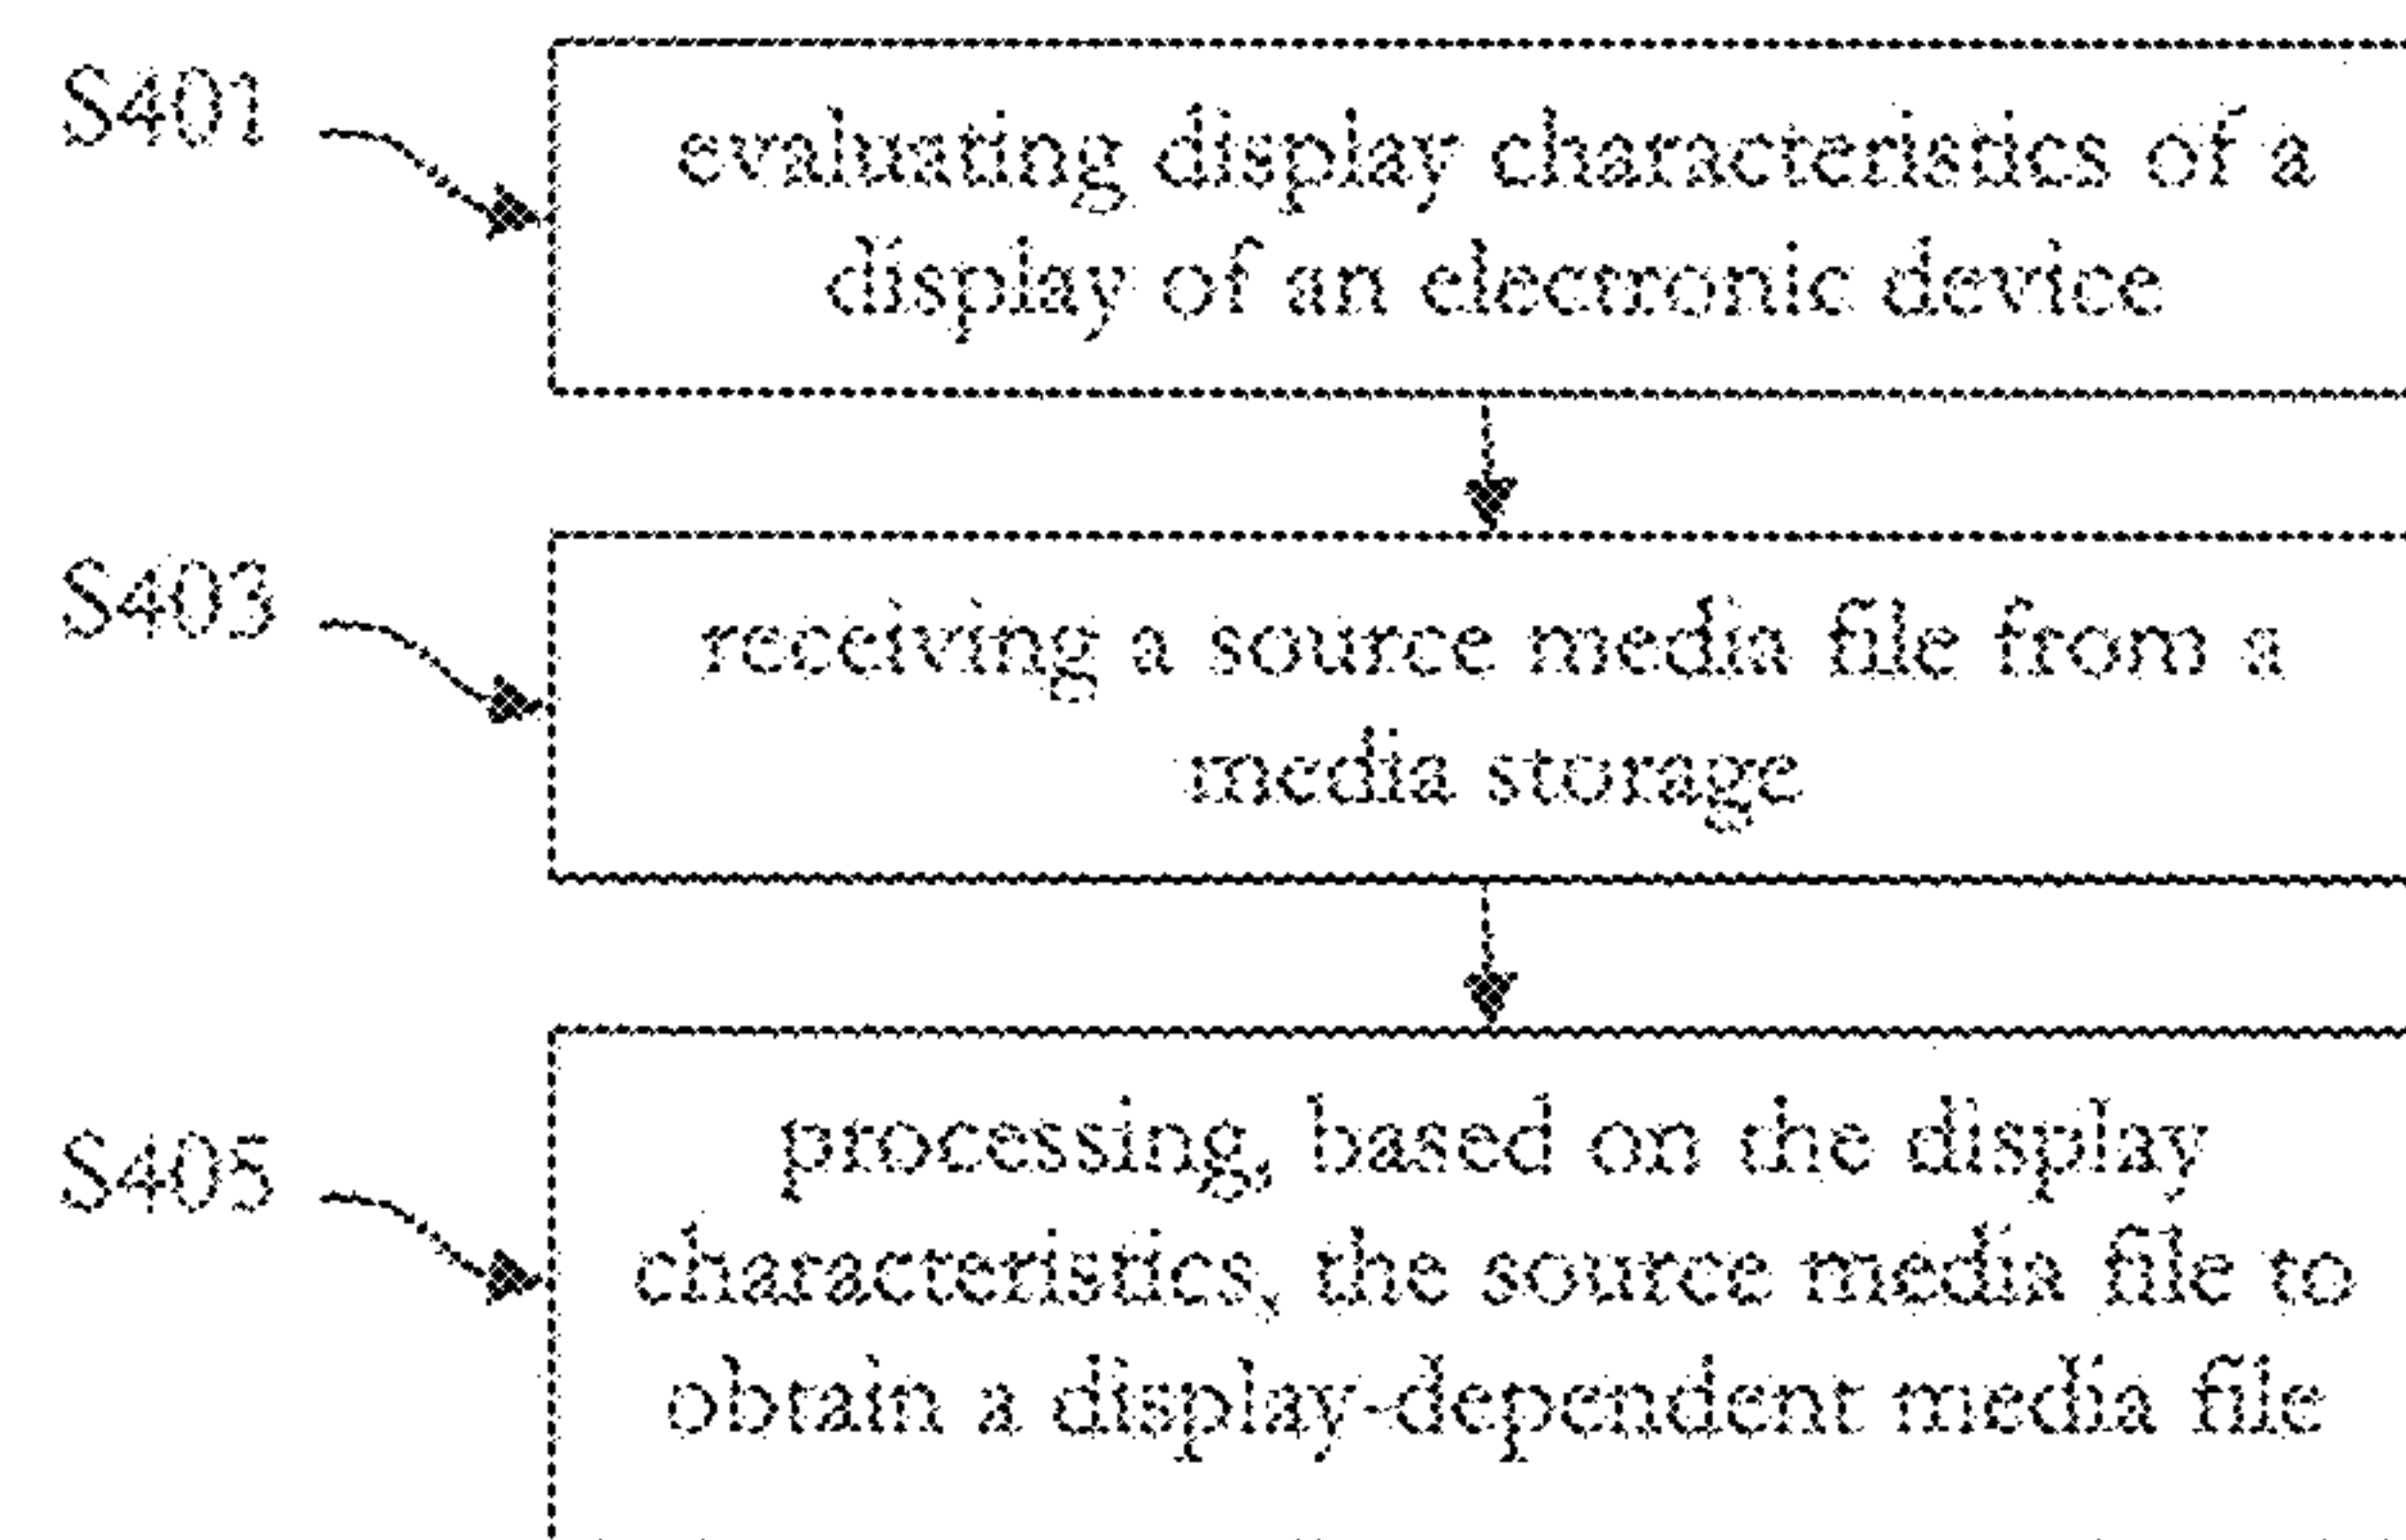 S401
evaluating display characteristics of a
display of an electronic device
S403
receiving a source media file from a
media storage
S405
processing, based on the display
characteristics, the source media file to
obtain a display-dependent media file